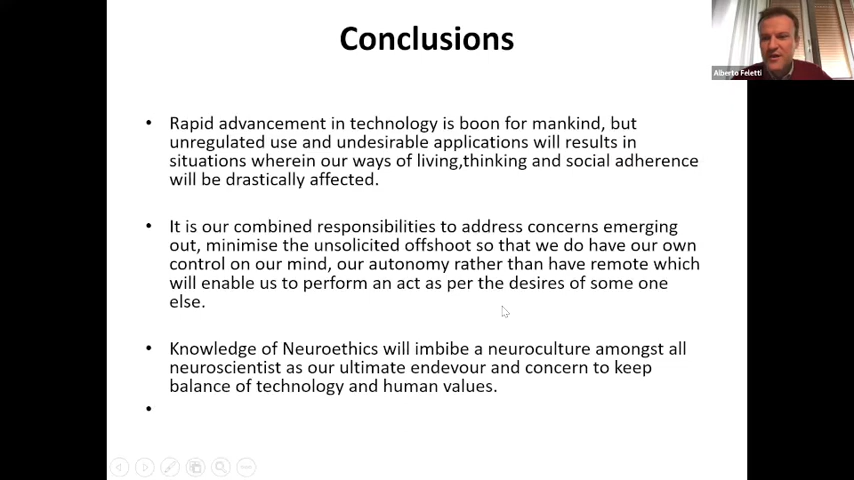 Conclusions
Alberto Feletti
• Rapid advancement in technology is boon for mankind, but
unregulated use and undesirable applications will results in
situations wherein our ways of living,thinking and social adherence
will be drastically affected.
• It is our combined responsibilities to address concerns emerging
out, minimise the unsolicited offshoot so that we do have our own
control on our mind, our autonomy rather than have remote which
will enable us to perform an act as per the desires of some one
else.
• Knowledge of Neuroethics will imbibe a neuroculture amongst all
neuroscientist as our ultimate endevour and concern to keep
balance of technology and human values.
•